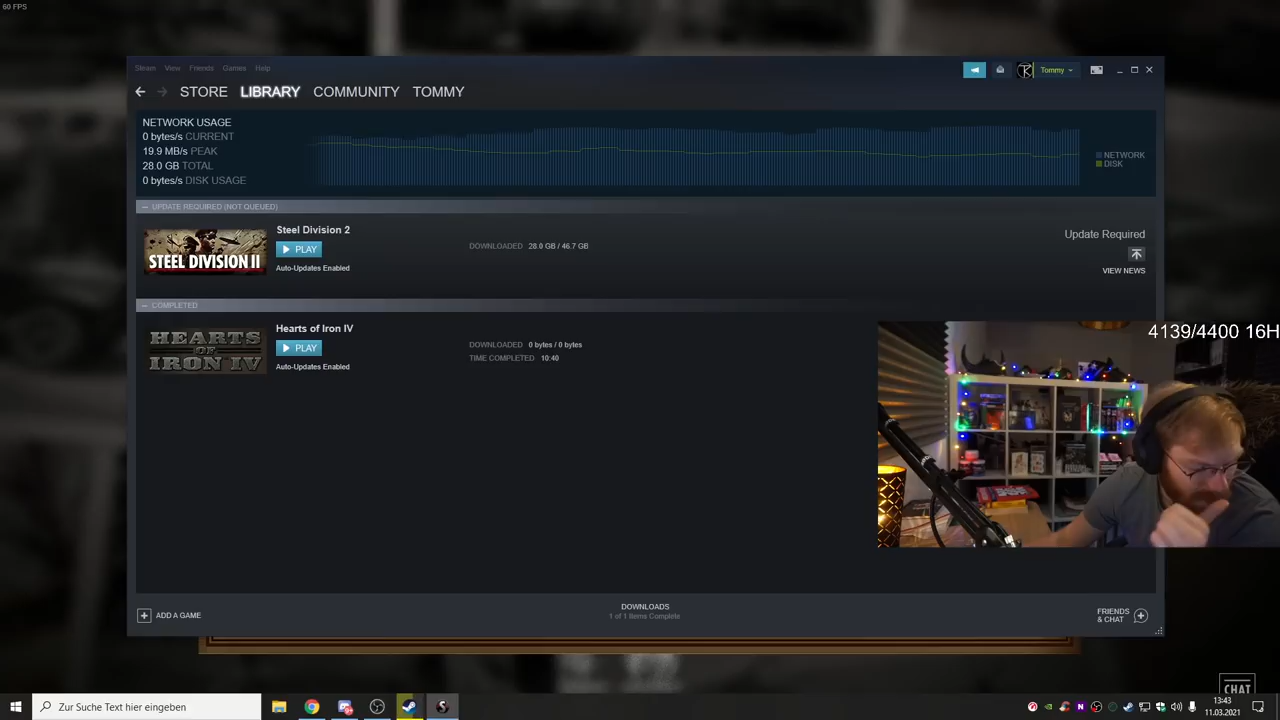 60 FPS
Steam View Friends Games Help
Tommy
STORE LIBRARY COMMUNITY TOMMY
NETWORK USAGE
0 bytes/s CURRENT
19.9 MB/s PEAK
28.0 GB TOTAL
0 bytes/s DISK USAGE
NETWORK
DISK
UPDATE REQUIRED (NOT QUEUED)
STEEL DIVISION II
Steel Division 2
PLAY
Auto-Updates Enabled
DOWNLOADED 28.0 GB / 46.7 GB
Update Required
VIEW NEWS
COMPLETED
HEARTS OF IRON IV
Hearts of Iron IV
PLAY
Auto-Updates Enabled
DOWNLOADED 0 bytes / 0 bytes
TIME COMPLETED 10:40
4139/4400 16H
ADD A GAME
DOWNLOADS
1 of 1 Items Complete
FRIENDS
& CHAT
CHAT
Zur Suche Text hier eingeben
13:43
11.03.2021